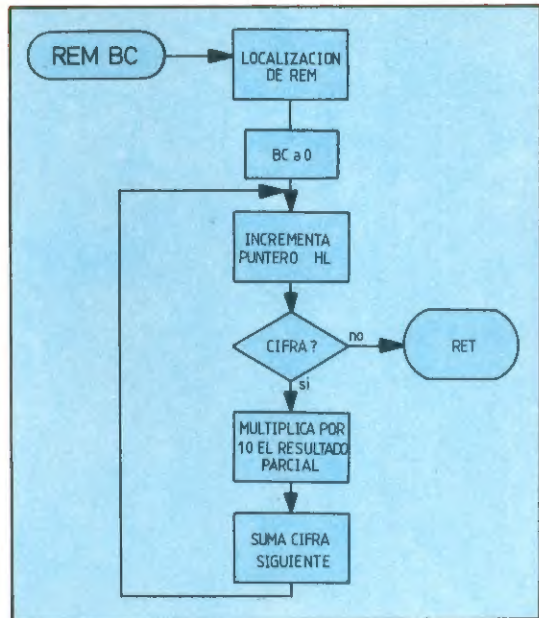 REM BC
LOCALIZACION
DE REM
BC a 0
INCREMENTA
PUNTERO HL
CIFRA?
no
RET
si
MULTIPLICA POR
10 EL RESULTADO
PARCIAL
SUMA CIFRA
SIGUIENTE